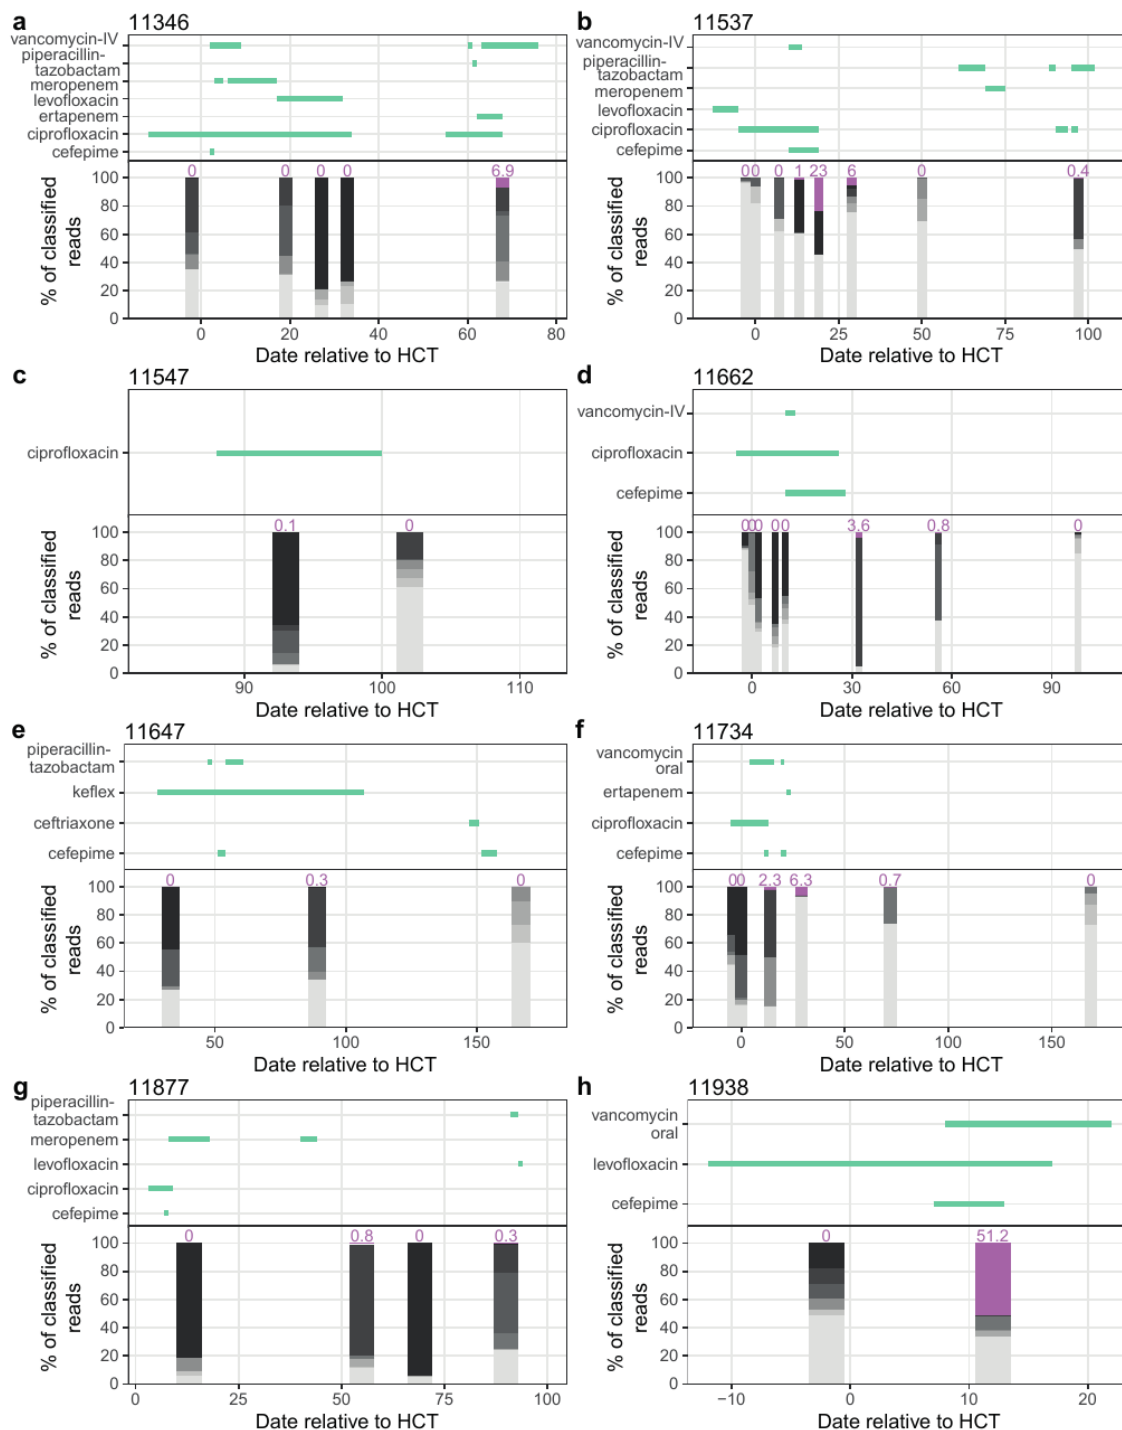 a 11346
vancomycin-IV
piperacillin-
tazobactam
meropenem
levofloxacin
ertapenem
ciprofloxacin
cefepime
0 0 0 0 6.9
% of classified
reads
100
80
60
40
20
0
0 20 40 60 80
Date relative to HCT
b 11537
vancomycin-IV
piperacillin-
tazobactam
meropenem
levofloxacin
ciprofloxacin
cefepime
0 0 0 1 23 6 0 0.4
% of classified
reads
100
80
60
40
20
0
0 25 50 75 100
Date relative to HCT
c 11547
ciprofloxacin
0.1 0
% of classified
reads
100
80
60
40
20
0
90 100 110
Date relative to HCT
d 11662
vancomycin-IV
ciprofloxacin
cefepime
0 0 0 0 0 3.6 0.8 0
% of classified
reads
100
80
60
40
20
0
0 30 60 90
Date relative to HCT
e 11647
piperacillin-
tazobactam
keflex
ceftriaxone
cefepime
0 0.3 0
% of classified
reads
100
80
60
40
20
0
50 100 150
Date relative to HCT
f 11734
vancomycin
oral
ertapenem
ciprofloxacin
cefepime
0 0 2.3 6.3 0.7 0
% of classified
reads
100
80
60
40
20
0
0 50 100 150
Date relative to HCT
g 11877
piperacillin-
tazobactam
meropenem
levofloxacin
ciprofloxacin
cefepime
0 0.8 0 0.3
% of classified
reads
100
80
60
40
20
0
0 25 50 75 100
Date relative to HCT
h 11938
vancomycin
oral
levofloxacin
cefepime
0 51.2
% of classified
reads
100
80
60
40
20
0
−10 0 10 20
Date relative to HCT